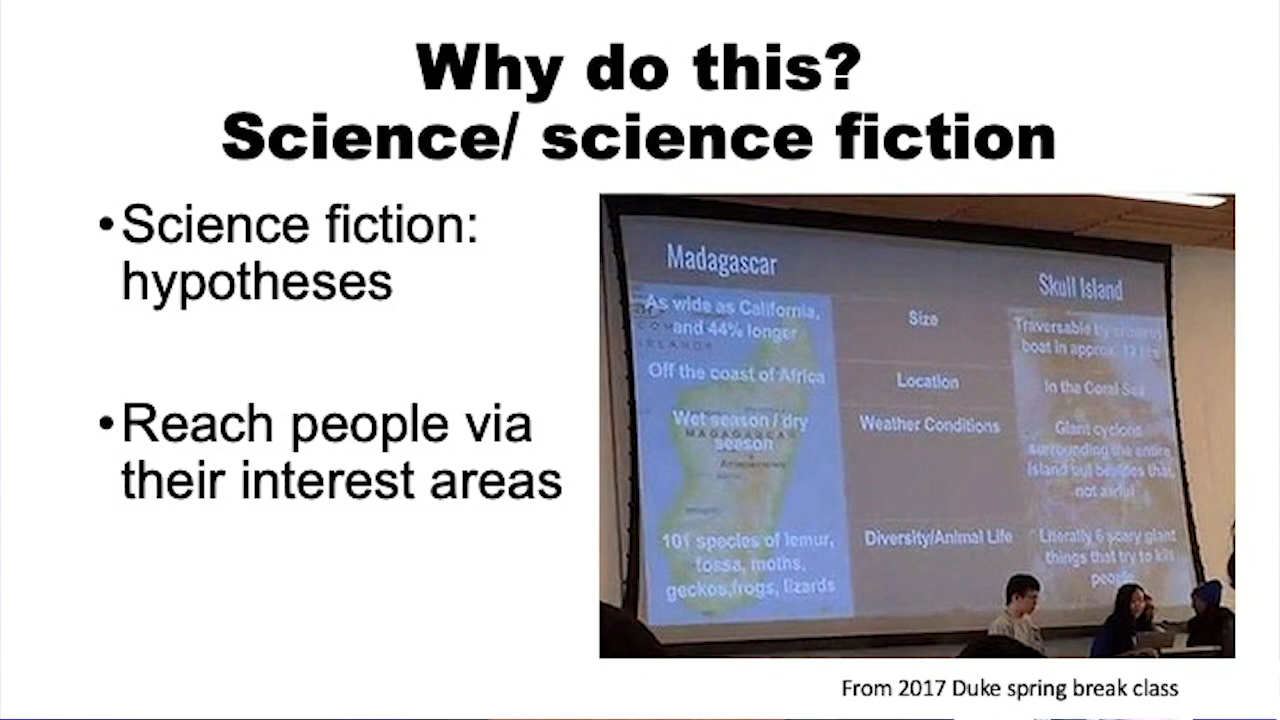 Why do this?
Science/ science fiction
•Science fiction:
hypotheses
•Reach people via
their interest areas
Madagascar
As wide as California,
and 44% longer
Off the coast of Africa
Wet season / dry
season
MADAGASCAR
101 species of lemur,
fossa, moths,
geckos,frogs, lizards
Size
Location
Weather Conditions
Diversity/Animal Life
Skull Island
Traversable by
boat in approx. 12 hrs
In the Coral Sea
Giant cyclone
surrounding the entire
island but besides that,
not awful
Literally 6 scary giant
things that try to kill
people
From 2017 Duke spring break class